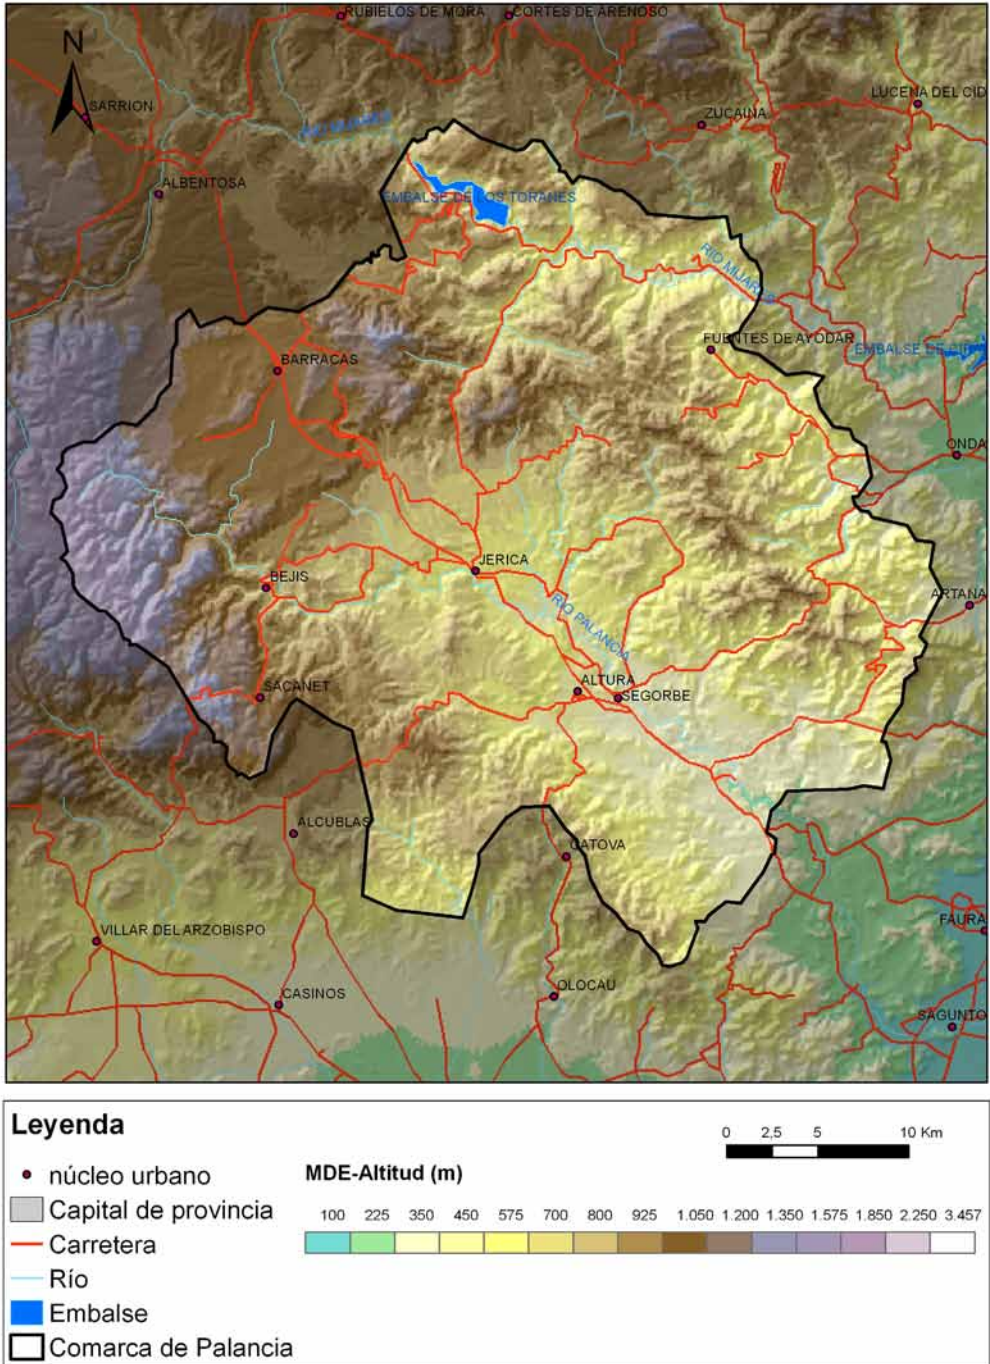 RUBIELOS DE MORA
CORTES DE ARENOSO
N
SARRION
LUCENA DEL CID
ZUCAINA
RIO MIJARES
ALBENTOSA
EMBALSE DE LOS TORANES
RIO MIJARES
FUENTES DE AYODAR
EMBALSE DE
BARRACAS
ONDA
JERICA
BEJIS
ARTANA
RIO PALANCIA
ALTURA
SACANET
SEGORBE
ALCUBLAS
GATOVA
FAURA
VILLAR DEL ARZOBISPO
OLOCAU
CASINOS
SAGUNTO
Leyenda
núcleo urbano
Capital de provincia
Carretera
Río
Embalse
Comarca de Palancia
MDE-Altitud (m)
100 225 350 450 575 700 800 925 1.050 1.200 1.350 1.575 1.850 2.250 3.457
0 2,5 5 10 Km